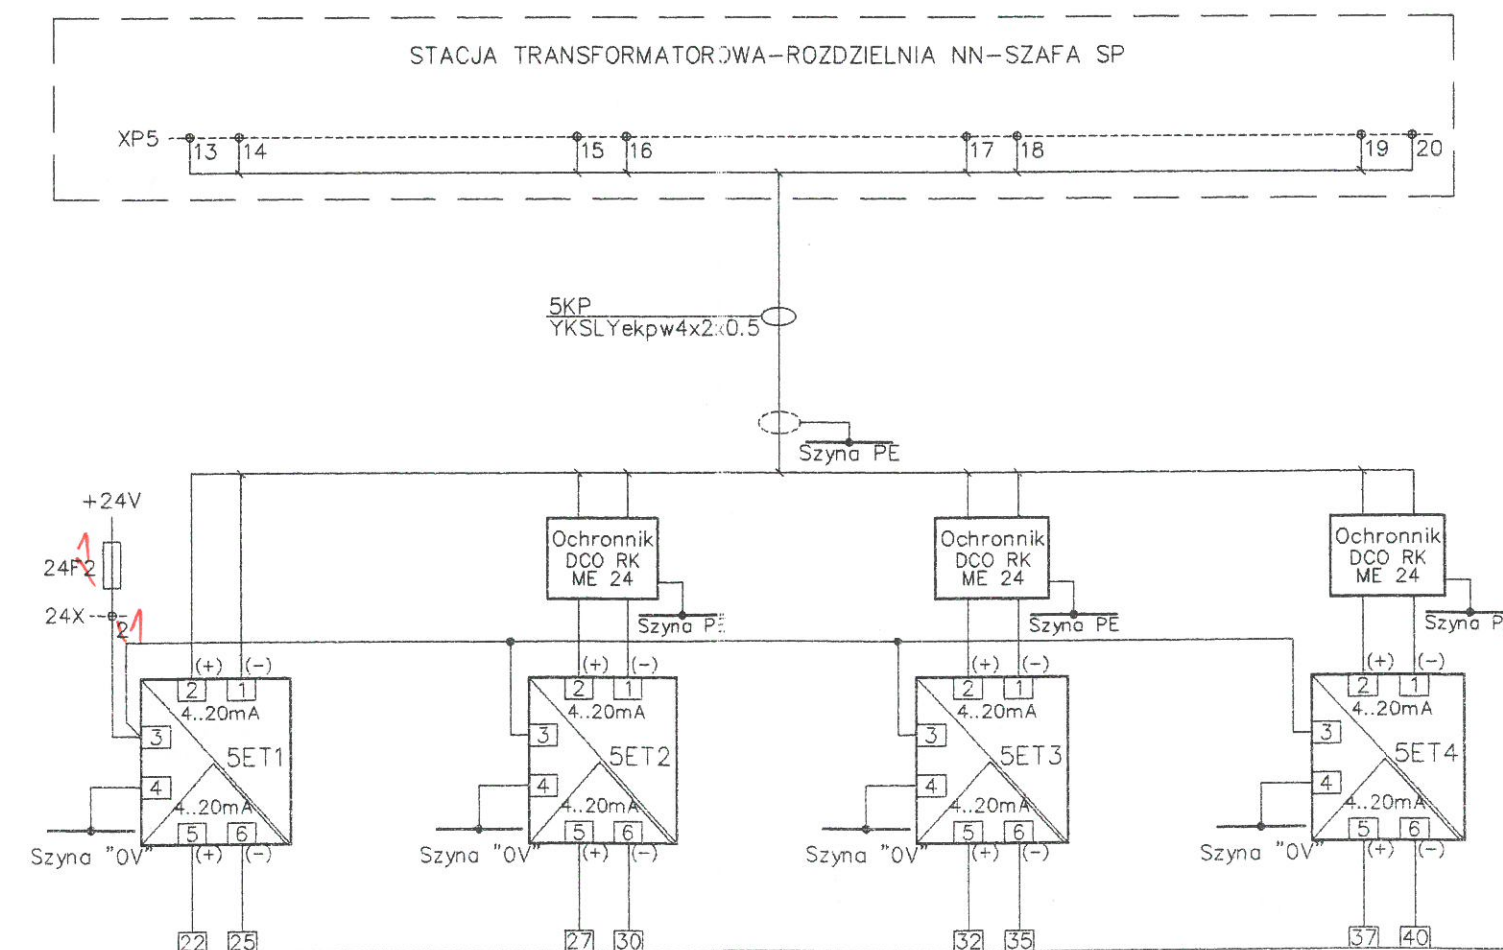 STACJA TRANSFORMATOROWA-ROZDZIELNIA NN-SZAFA SP
XP5 13 14 15 16 17 18 19 20
5KP
YKSLYekpw4x2x0.5
Szyna PE
+24V
24F2 1
24X
2 1
Ochronnik
DCO RK
ME 24
Szyna PE
Ochronnik
DCO RK
ME 24
Szyna PE
Ochronnik
DCO RK
ME 24
Szyna P
(+) (-)
2 1
4..20mA
3
5ET1
4
4..20mA
5 6
Szyna "0V" (+) (-)
22 25
(+) (-)
2 1
4..20mA
3
5ET2
4
4..20mA
5 6
Szyna "0V" (+) (-)
27 30
(+) (-)
2 1
4..20mA
3
5ET3
4
4..20mA
5 6
Szyna "0V" (+) (-)
32 35
(+) (-)
2 1
4..20mA
3
5ET4
4
4..20mA
5 6
Szyna "0V" (+) (-)
37 40